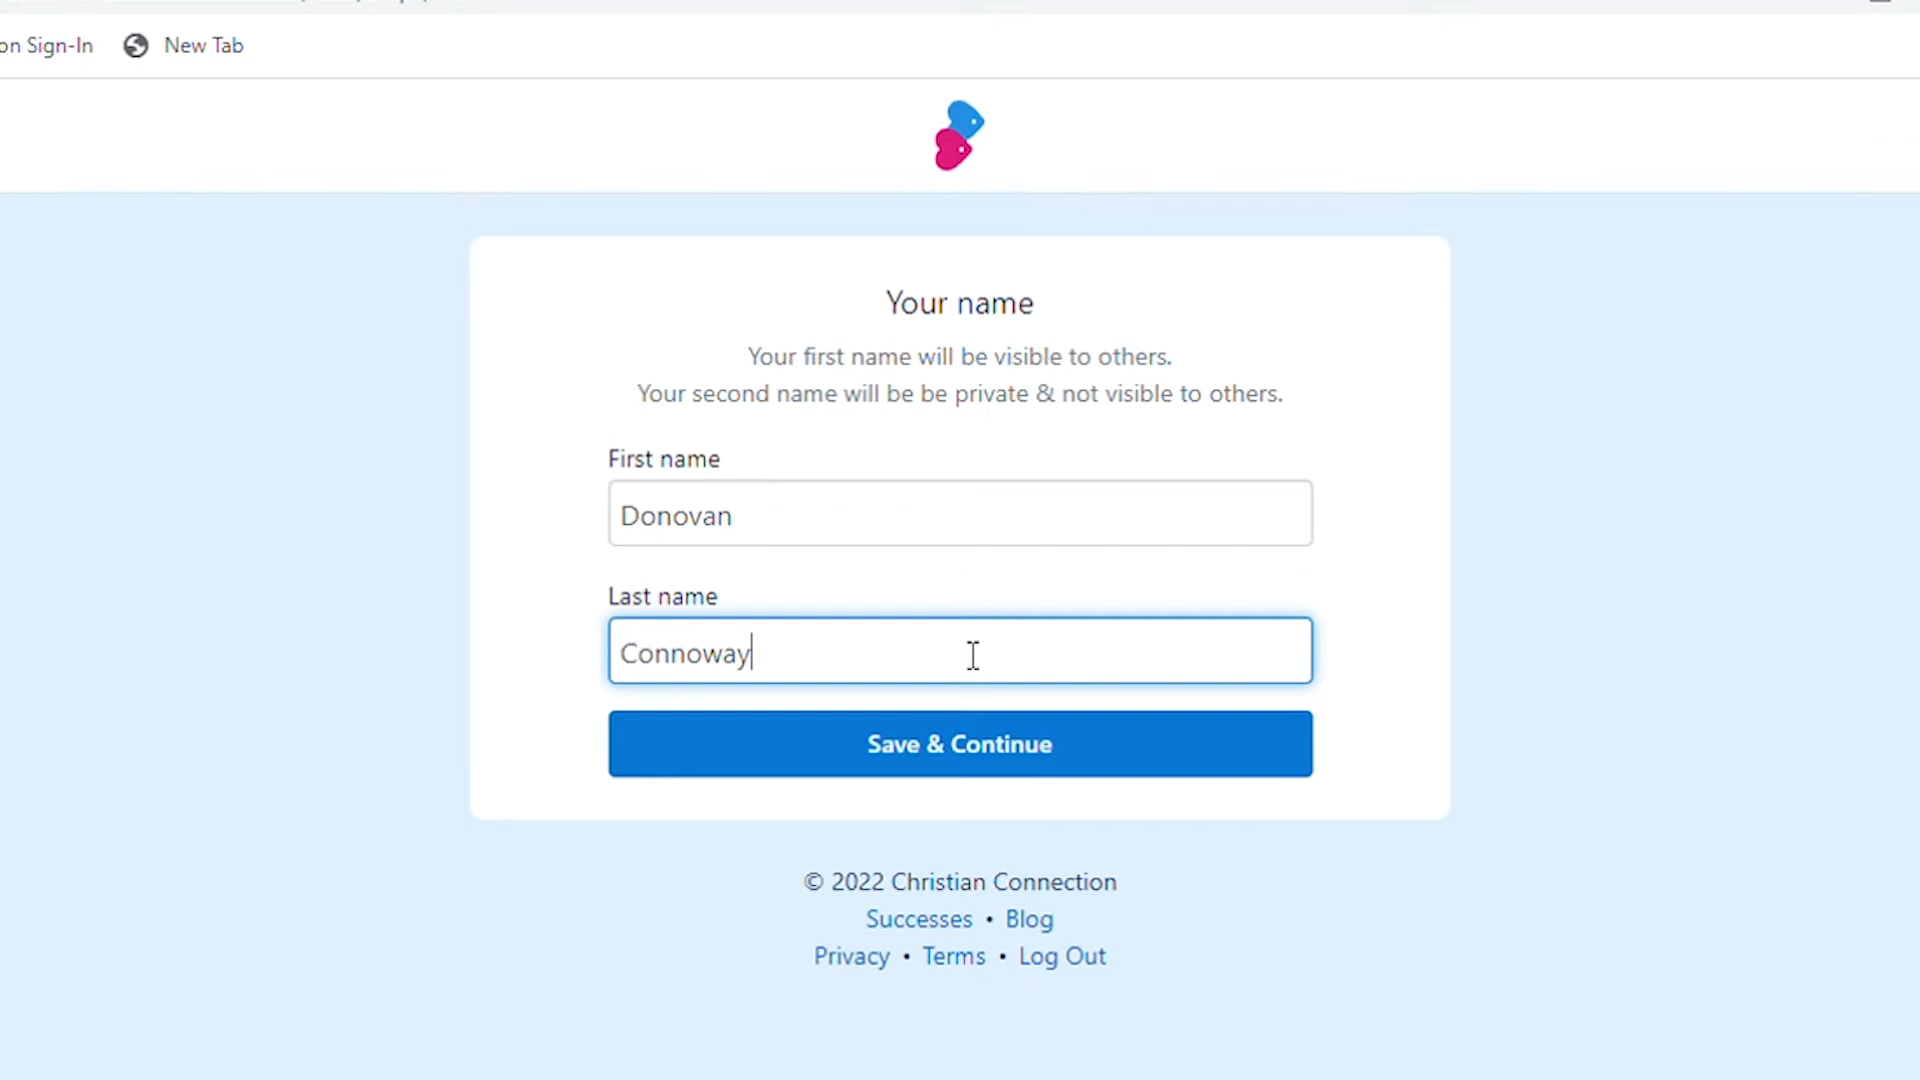 on Sign-In New Tab
Your name
Your first name will be visible to others.
Your second name will be be private & not visible to others.
First name
Donovan
Last name
Connoway
Save & Continue
© 2022 Christian Connection
Successes • Blog
Privacy • Terms • Log Out